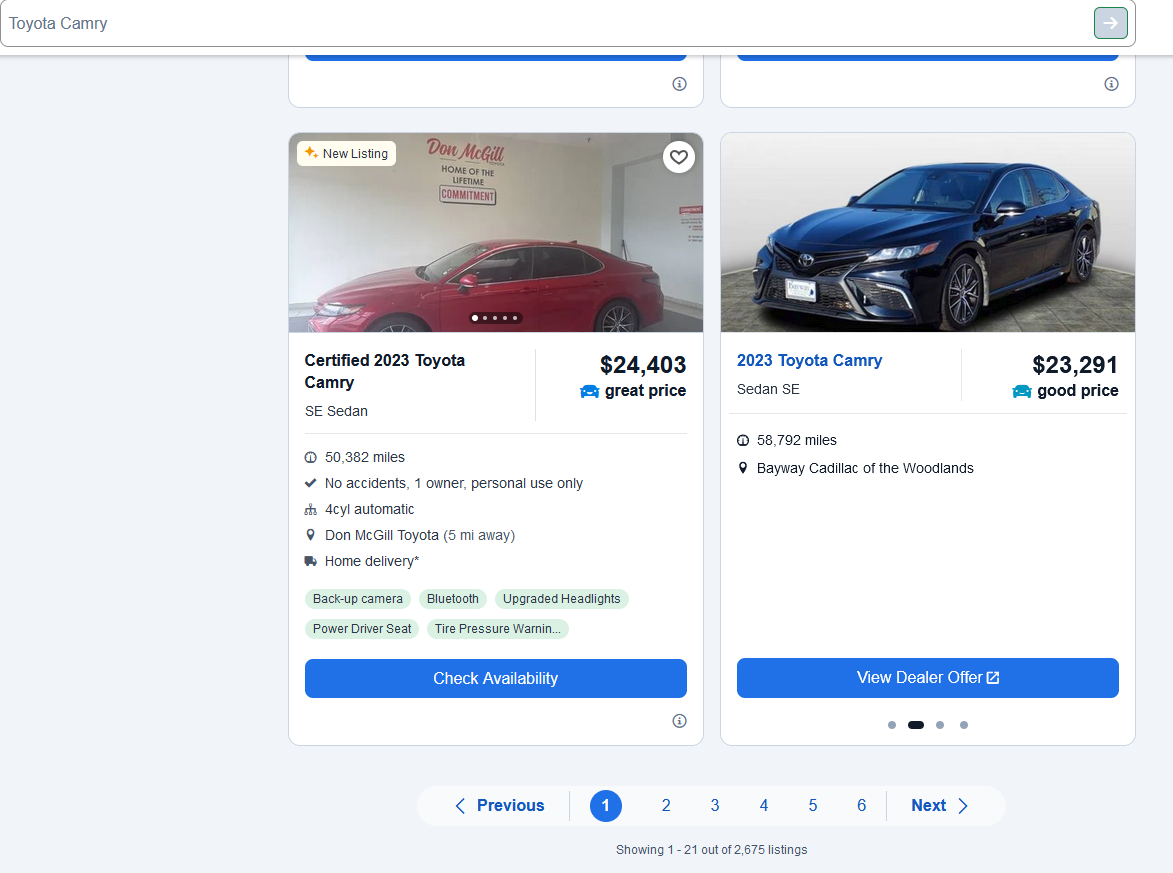 Toyota Camry
New Listing
Don McGill
TOYOTA
HOME OF THE
LIFETIME
COMMITMENT
Certified 2023 Toyota
Camry
SE Sedan
$24,403
great price
50,382 miles
No accidents, 1 owner, personal use only
4cyl automatic
Don McGill Toyota (5 mi away)
Home delivery*
Back-up camera
Bluetooth
Upgraded Headlights
Power Driver Seat
Tire Pressure Warnin...
Check Availability
Bayway
2023 Toyota Camry
Sedan SE
$23,291
good price
58,792 miles
Bayway Cadillac of the Woodlands
View Dealer Offer
Previous 1 2 3 4 5 6 Next
Showing 1 - 21 out of 2,675 listings